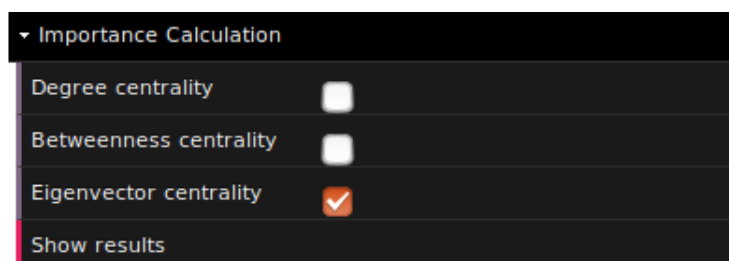 Importance Calculation
Degree centrality
Betweenness centrality
Eigenvector centrality
Show results